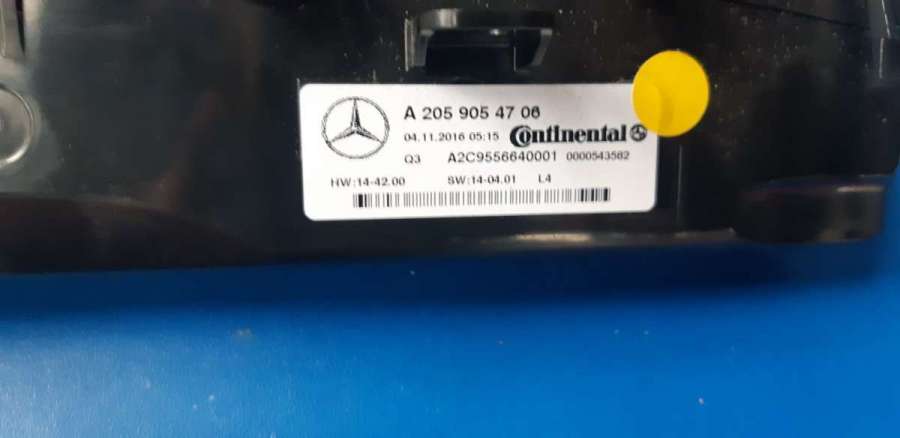 A 205 905 47 06
04.11.2016 05:15 Continental
Q3 A2C9556640001 0000543562
HW:14-42.00 SW:14-04.01 L4